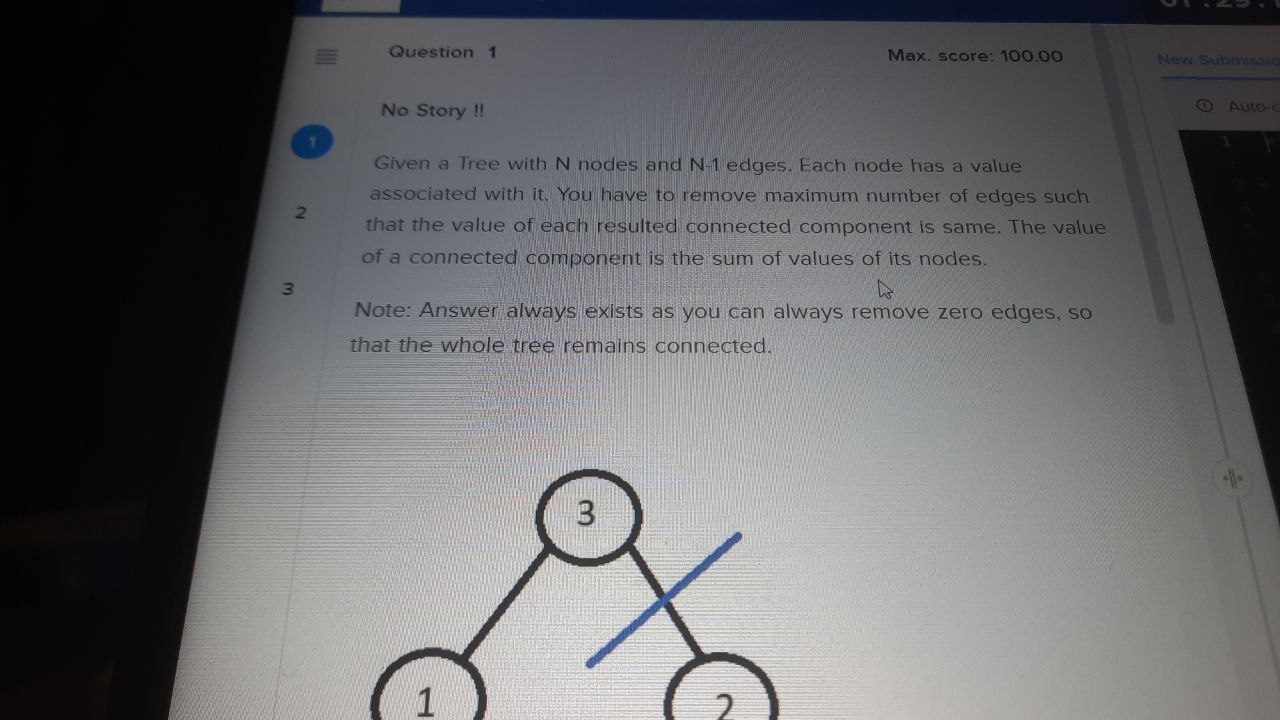 Question 1
Max. score: 100.00
New Submissio
No Story !!
Auto-c
1
1
Given a Tree with N nodes and N-1 edges. Each node has a value
associated with it. You have to remove maximum number of edges such
2
that the value of each resulted connected component is same. The value
of a connected component is the sum of values of its nodes.
3
Note: Answer always exists as you can always remove zero edges, so
that the whole tree remains connected.
3
1
2